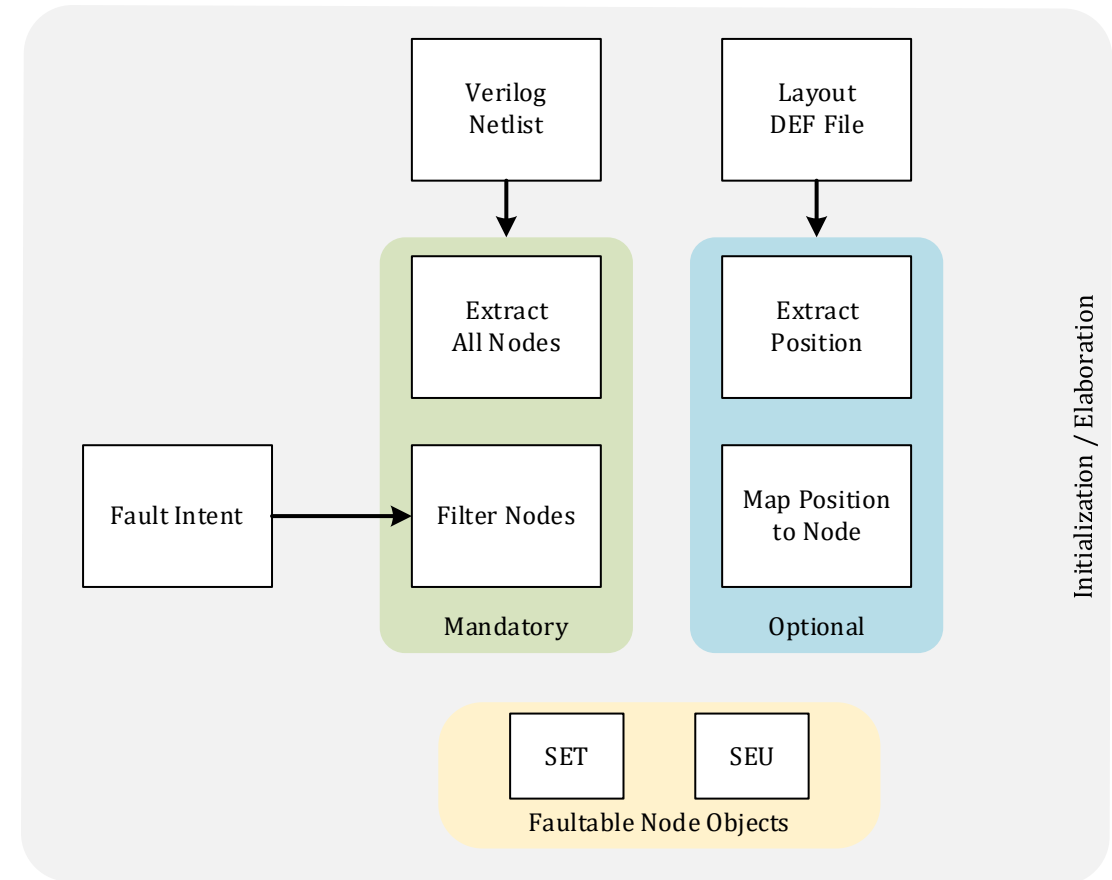 Verilog
Netlist
Layout
DEF File
Extract
All Nodes
Extract
Position
Fault Intent
Filter Nodes
Map Position
to Node
Mandatory
Optional
Initialization / Elaboration
SET
SEU
Faultable Node Objects